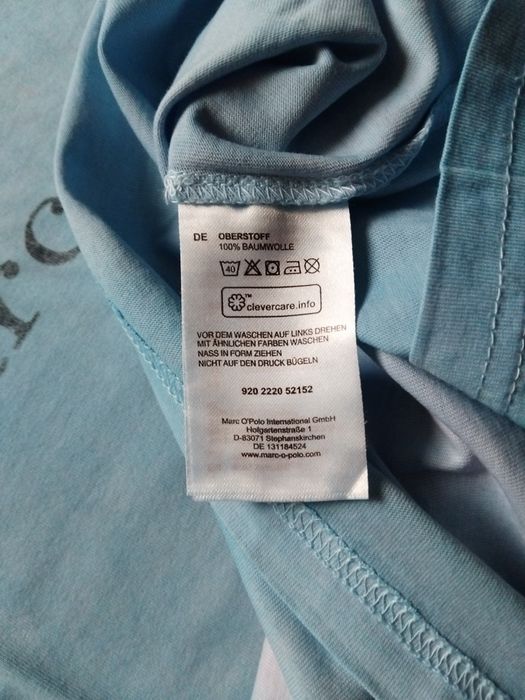 DE OBERSTOFF
100% BAUMWOLLE
40
™
clevercare.info
VOR DEM WASCHEN AUF LINKS DREHEN
MIT ÄHNLICHEN FARBEN WASCHEN
NASS IN FORM ZIEHEN
NICHT AUF DEN DRUCK BÜGELN
920 2220 52152
Marc O'Polo International GmbH
Hofgartenstraße 1
D-83071 Stephanskirchen
DE 131184524
www.marc-o-polo.com